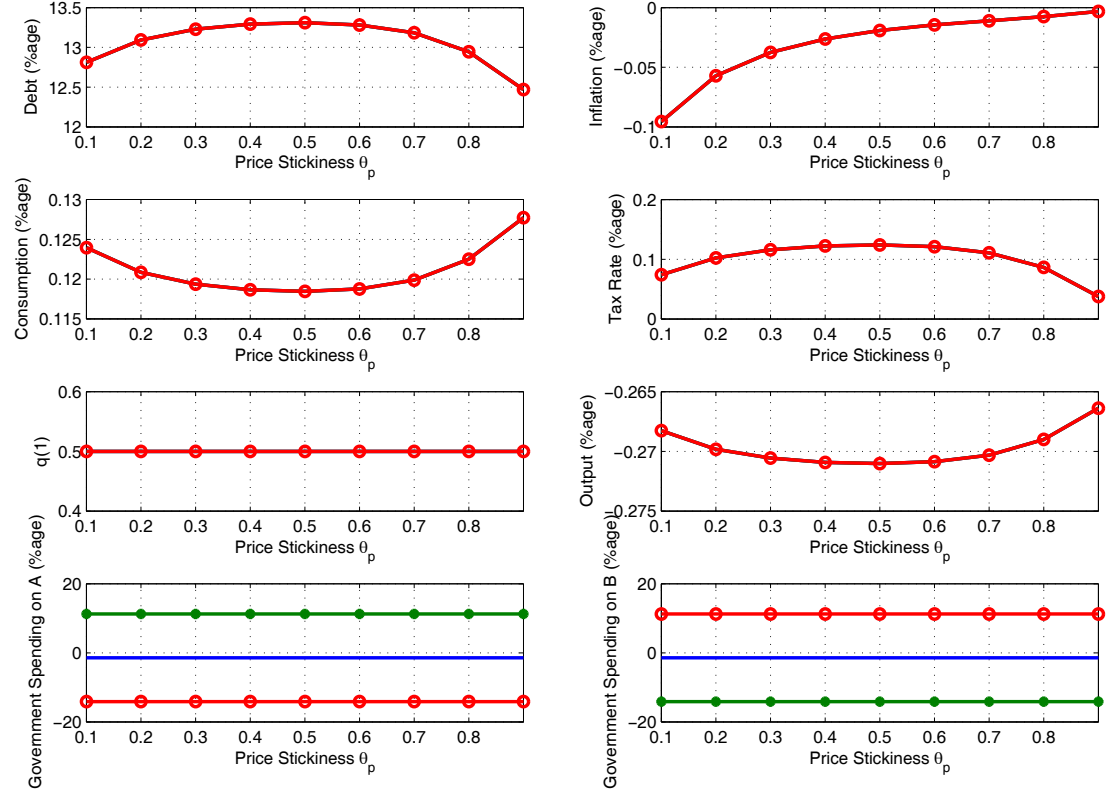 13.5
13
12.5
12
Debt (%age)
0.1 0.2 0.3 0.4 0.5 0.6 0.7 0.8
Price Stickiness θp
0
−0.05
−0.1
Inflation (%age)
0.1 0.2 0.3 0.4 0.5 0.6 0.7 0.8
Price Stickiness θp
0.13
0.125
0.12
0.115
Consumption (%age)
0.1 0.2 0.3 0.4 0.5 0.6 0.7 0.8
Price Stickiness θp
0.2
0.1
0
Tax Rate (%age)
0.1 0.2 0.3 0.4 0.5 0.6 0.7 0.8
Price Stickiness θp
0.6
0.5
0.4
q(1)
0.1 0.2 0.3 0.4 0.5 0.6 0.7 0.8
Price Stickiness θp
−0.265
−0.27
−0.275
Output (%age)
0.1 0.2 0.3 0.4 0.5 0.6 0.7 0.8
Price Stickiness θp
20
0
−20
Government Spending on A (%age)
0.1 0.2 0.3 0.4 0.5 0.6 0.7 0.8
Price Stickiness θp
20
0
−20
Government Spending on B (%age)
0.1 0.2 0.3 0.4 0.5 0.6 0.7 0.8
Price Stickiness θp